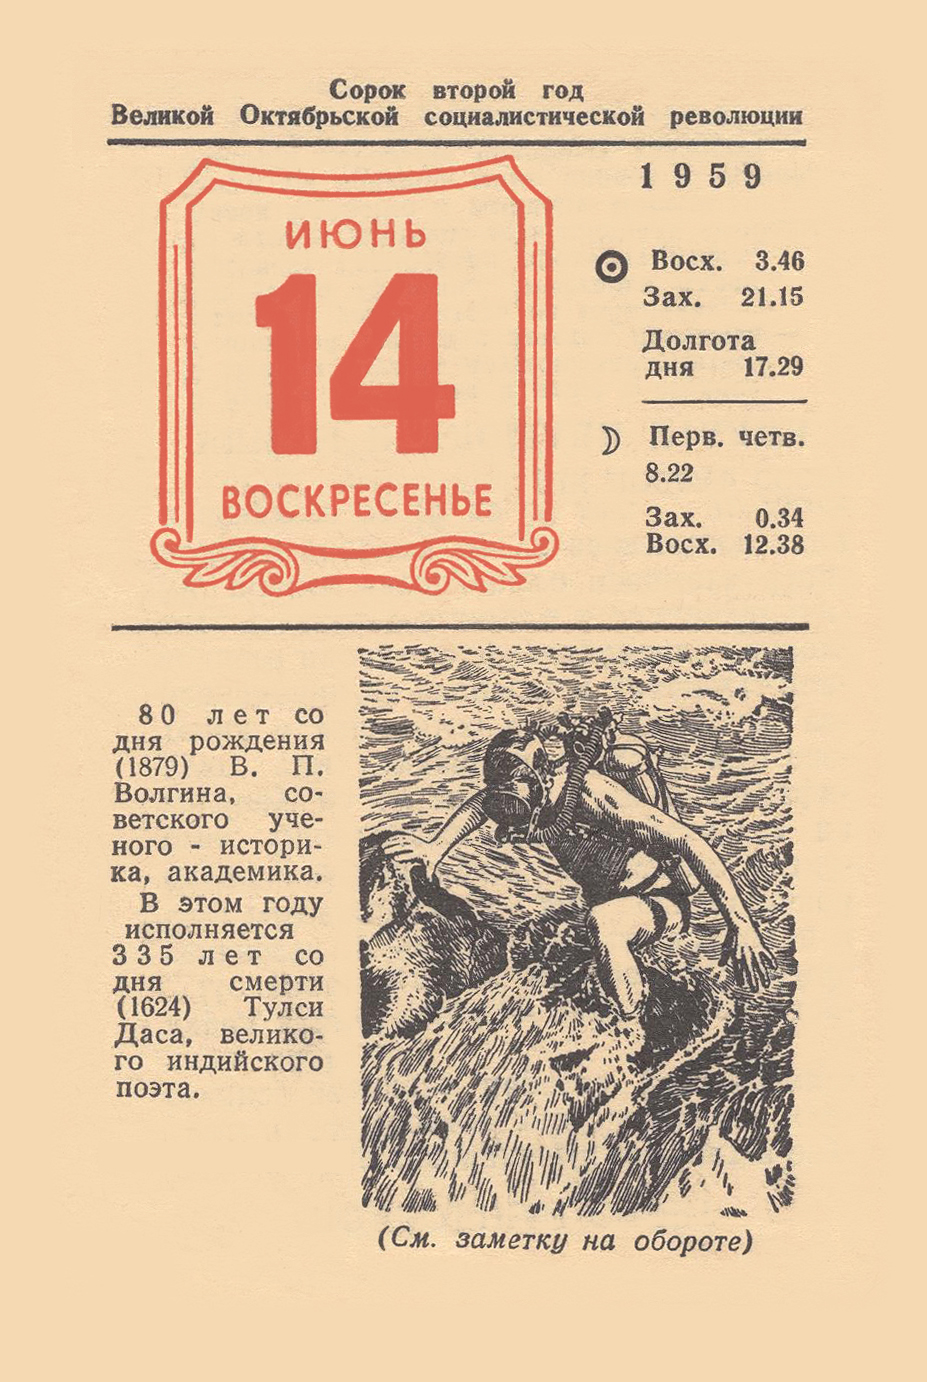 Сорок второй год
Великой Октябрьской социалистической революции
1959
ИЮНЬ
14
ВОСКРЕСЕНЬЕ
Восх. 3.46
Зах. 21.15
Долгота
дня 17.29
Перв. четв.
8.22
Зах. 0.34
Восх. 12.38
80 лет со
дня рождения
(1879) В. П.
Волгина, со-
ветского уче-
ного - истори-
ка, академика.
В этом году
исполняется
335 лет со
дня смерти
(1624) Тулси
Даса, велико-
го индийского
поэта.
(См. заметку на обороте)